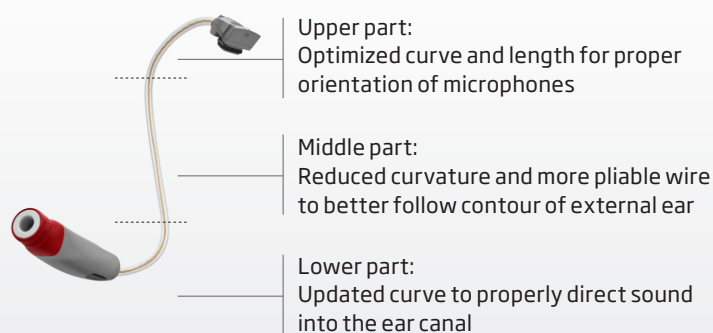 Upper part:
Optimized curve and length for proper
orientation of microphones
Middle part:
Reduced curvature and more pliable wire
to better follow contour of external ear
Lower part:
Updated curve to properly direct sound
into the ear canal